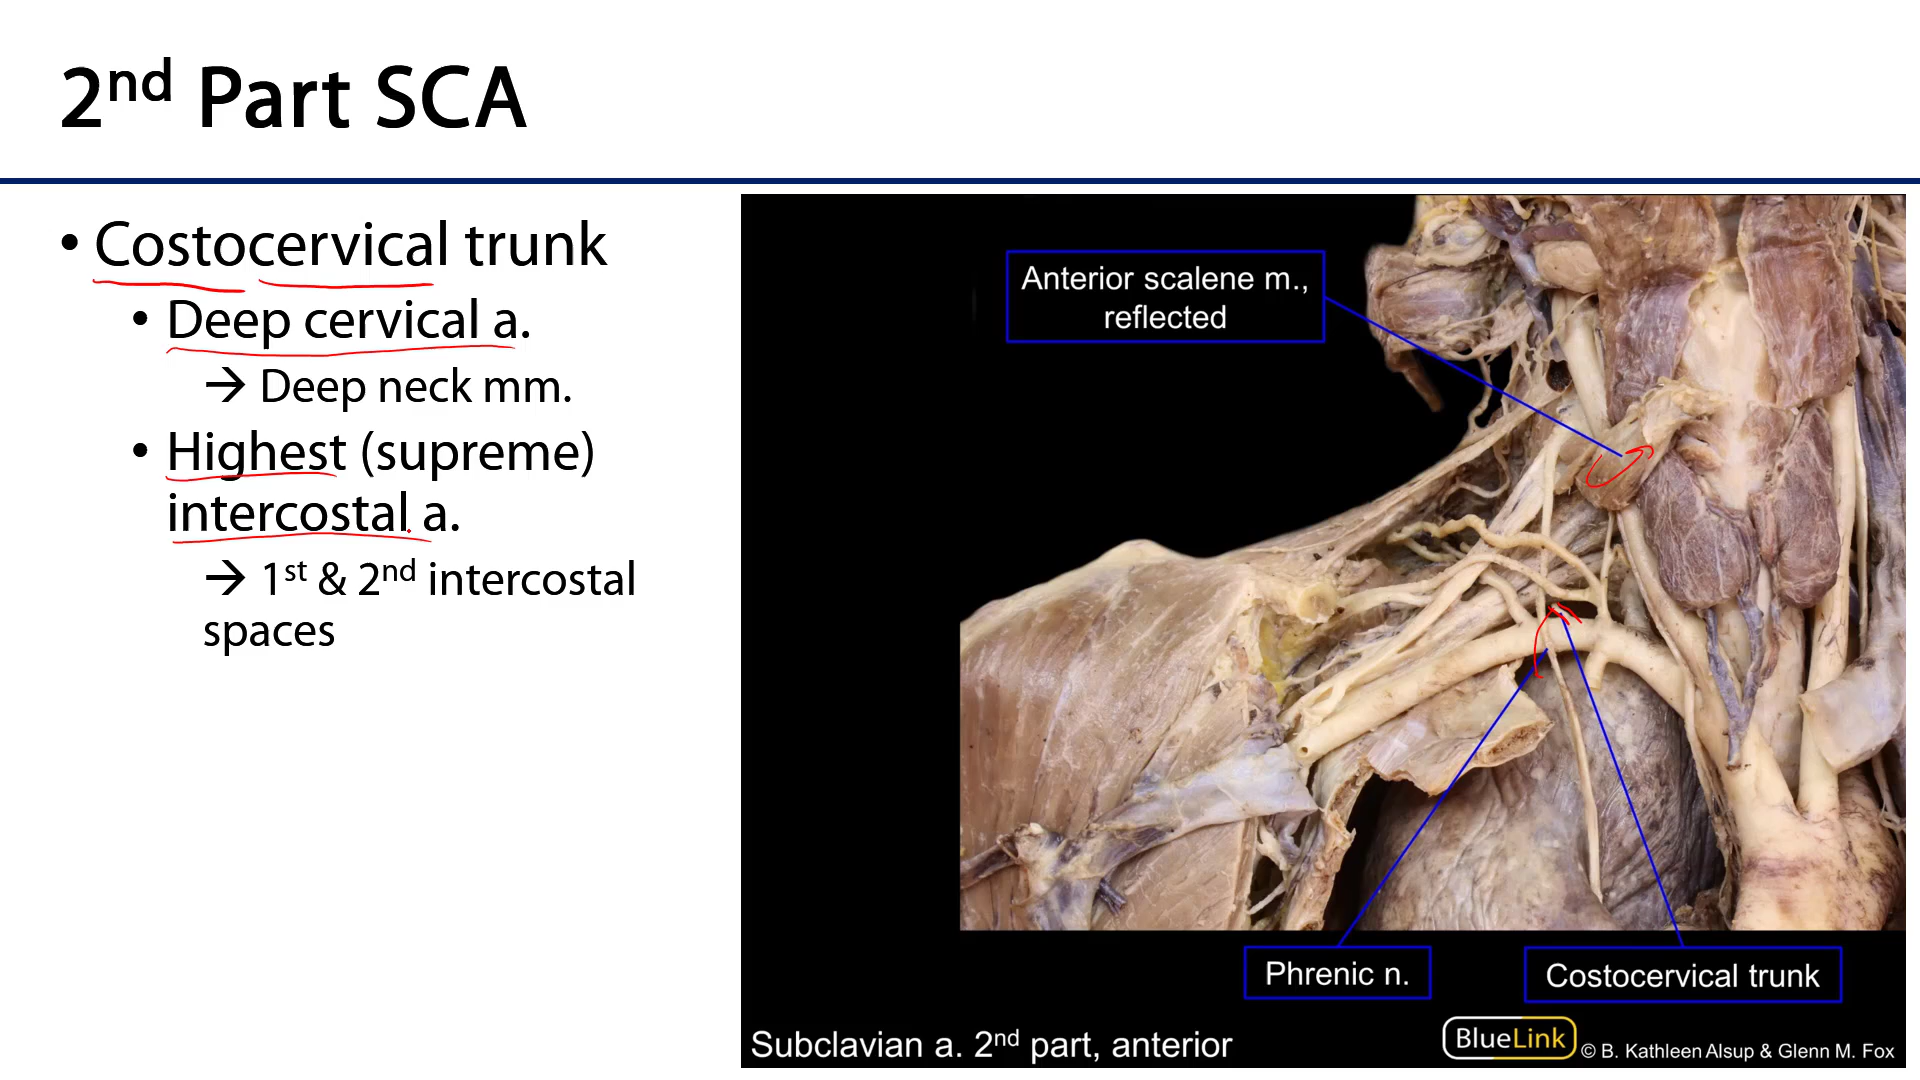 2nd Part SCA
• Costocervical trunk
• Deep cervical a.
→ Deep neck mm.
• Highest (supreme)
intercostal a.
→ 1st & 2nd intercostal
spaces
Anterior scalene m.,
reflected
Phrenic n.
Costocervical trunk
Subclavian a. 2nd part, anterior
BlueLink
© B. Kathleen Alsup & Glenn M. Fox